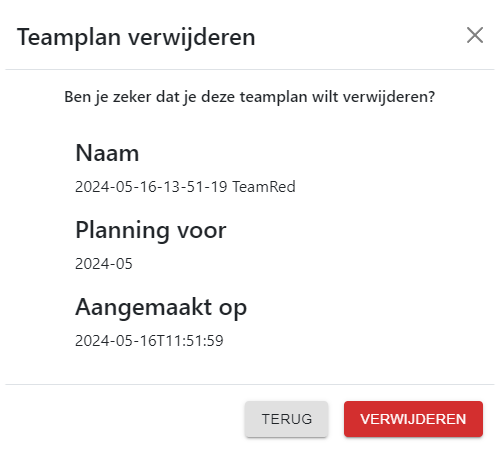 Teamplan verwijderen
Ben je zeker dat je deze teamplan wilt verwijderen?
Naam
2024-05-16-13-51-19 TeamRed
Planning voor
2024-05
Aangemaakt op
2024-05-16T11:51:59
TERUG
VERWIJDEREN